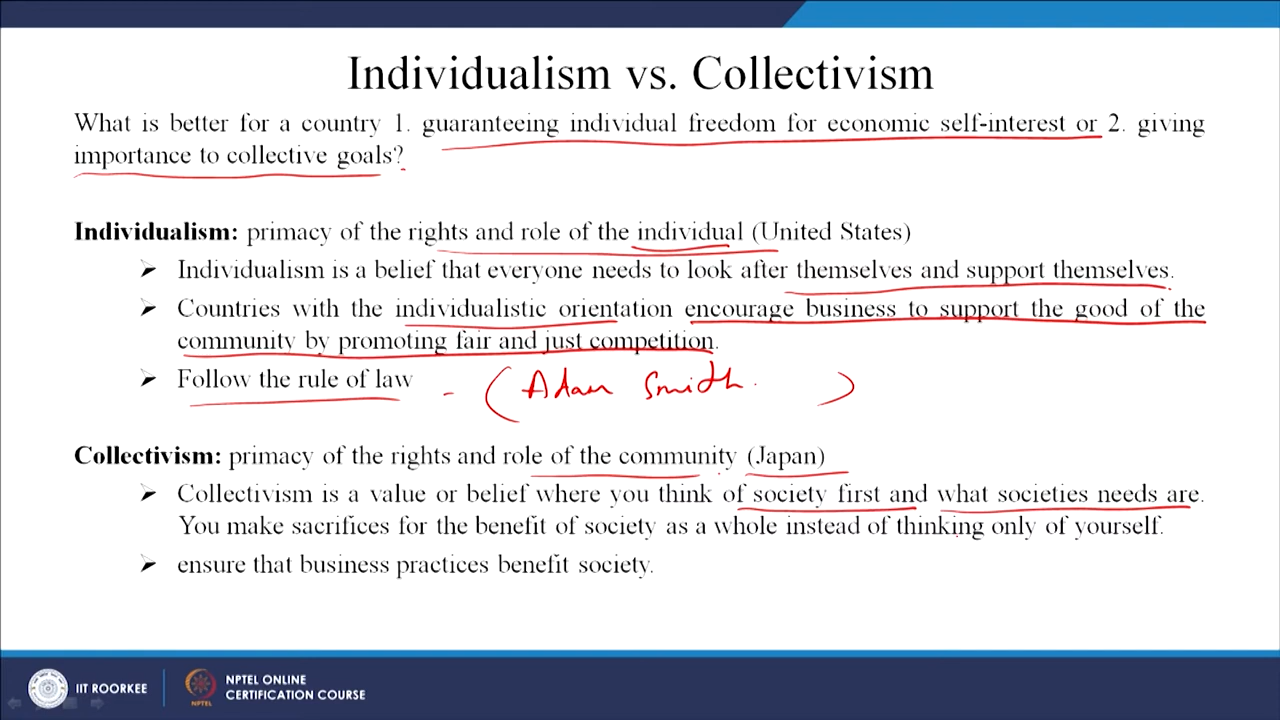 Individualism vs. Collectivism
What is better for a country 1. guaranteeing individual freedom for economic self-interest or 2. giving
importance to collective goals?
Individualism: primacy of the rights and role of the individual (United States)
➢ Individualism is a belief that everyone needs to look after themselves and support themselves.
➢ Countries with the individualistic orientation encourage business to support the good of the
community by promoting fair and just competition.
➢ Follow the rule of law - ( Adam Smith. )
Collectivism: primacy of the rights and role of the community (Japan)
➢ Collectivism is a value or belief where you think of society first and what societies needs are.
You make sacrifices for the benefit of society as a whole instead of thinking only of yourself.
➢ ensure that business practices benefit society.
IIT ROORKEE
NPTEL
NPTEL ONLINE
CERTIFICATION COURSE